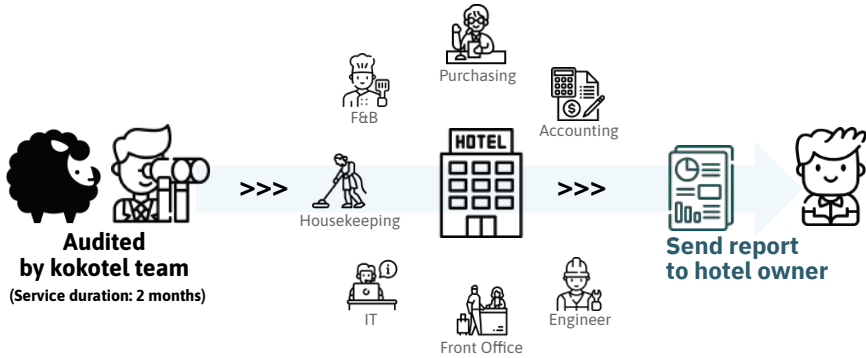 Purchasing
F&B
Accounting
HOTEL
>>>
>>>
Housekeeping
Audited
by kokotel team
(Service duration: 2 months)
Send report
to hotel owner
IT
Front Office
Engineer